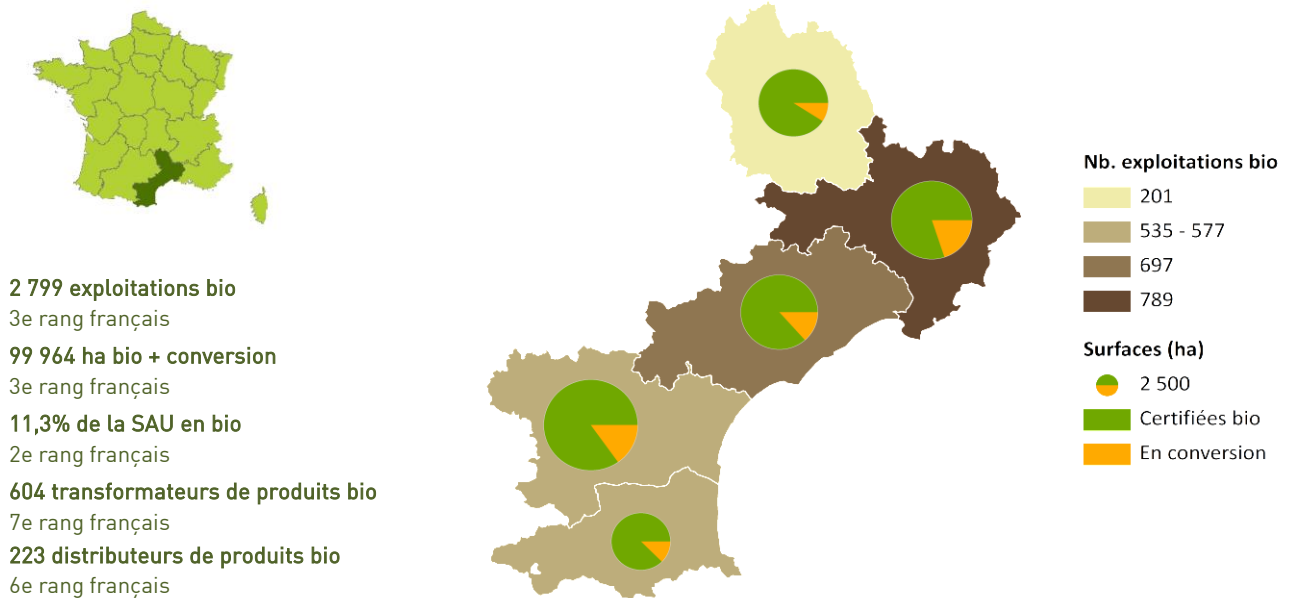 2 799 exploitations bio
3e rang français
99 964 ha bio + conversion
3e rang français
11,3% de la SAU en bio
2e rang français
604 transformateurs de produits bio
7e rang français
223 distributeurs de produits bio
6e rang français
Nb. exploitations bio
201
535 - 577
697
789
Surfaces (ha)
2 500
Certifiées bio
En conversion